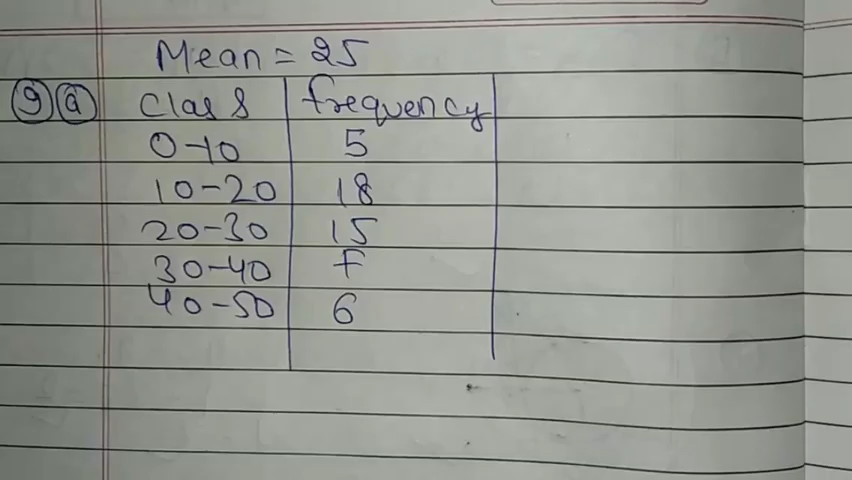 Mean = 25
9 a Class frequency
0-10 5
10-20 18
20-30 15
30-40 F
40-50 6